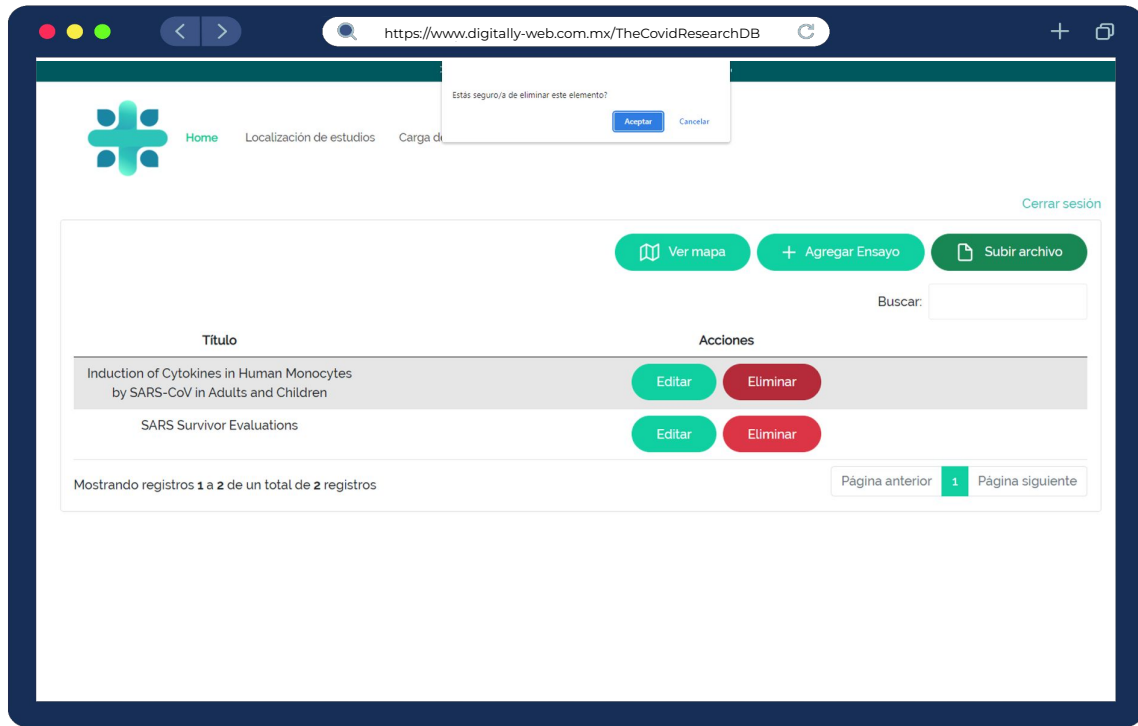 https://www.digitally-web.com.mx/TheCovidResearchDB
Estás seguro/a de eliminar este elemento?
Aceptar Cancelar
Home Localización de estudios Carga
Cerrar sesión
Ver mapa + Agregar Ensayo Subir archivo
Buscar:
Título Acciones
Induction of Cytokines in Human Monocytes
by SARS-CoV in Adults and Children
Editar Eliminar
SARS Survivor Evaluations
Editar Eliminar
Mostrando registros 1 a 2 de un total de 2 registros
Página anterior 1 Página siguiente